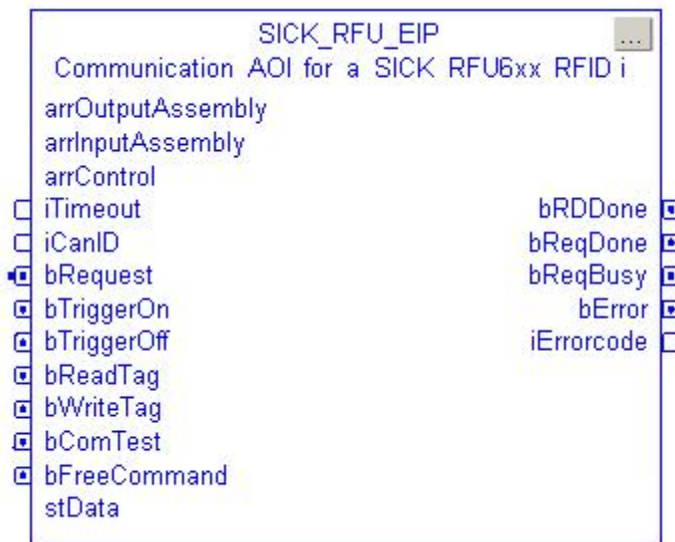 SICK_RFU_EIP
...
Communication AOI for a SICK RFU6xx RFID i
arrOutputAssembly
arrInputAssembly
arrControl
iTimeout bRDDone
iCanID bReqDone
bRequest bReqBusy
bTriggerOn bError
bTriggerOff iErrorcode
bReadTag
bWriteTag
bComTest
bFreeCommand
stData